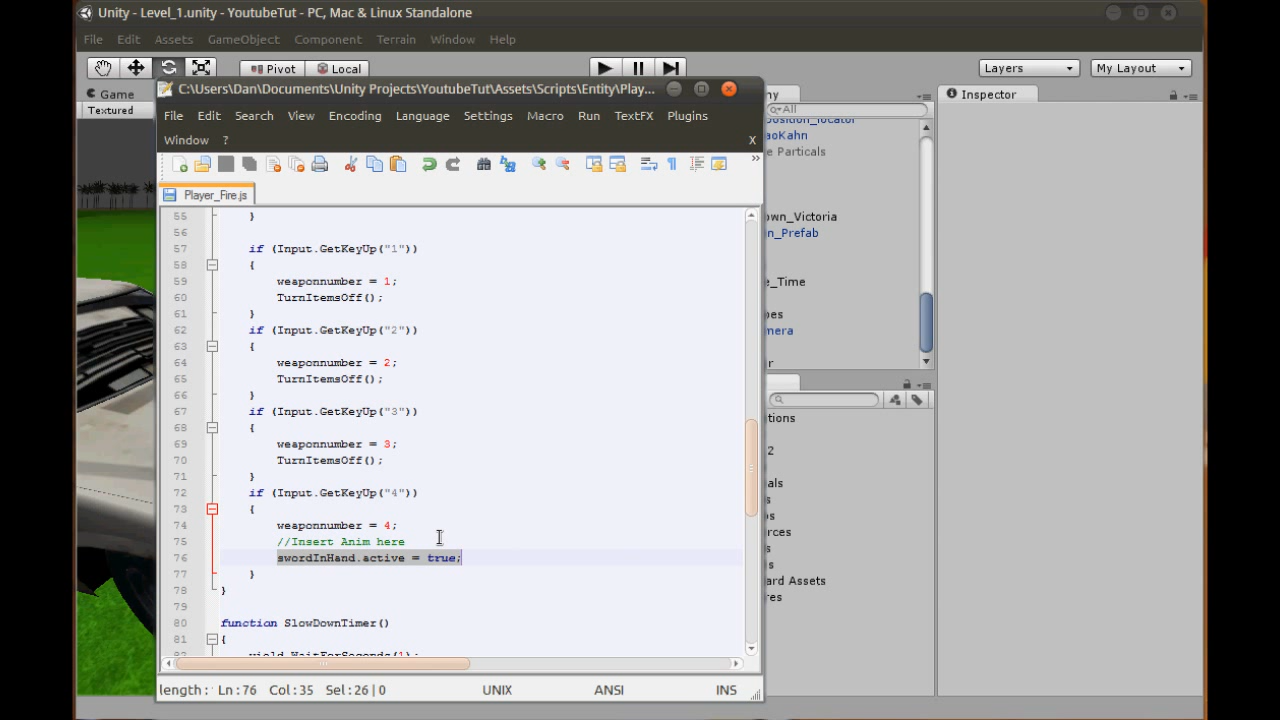 Unity - Level_1.unity - YoutubeTut - PC, Mac & Linux Standalone
File Edit Assets GameObject Component Terrain Window Help
Pivot Local Layers My Layout
Game
Textured
C:\Users\Dan\Documents\Unity Projects\YoutubeTut\Assets\Scripts\Entity\Play...
File Edit Search View Encoding Language Settings Macro Run TextFX Plugins
Window ? X
Player_Fire.js
55 }
56
57 if (Input.GetKeyUp("1"))
58 {
59 weaponnumber = 1;
60 TurnItemsOff();
61 }
62 if (Input.GetKeyUp("2"))
63 {
64 weaponnumber = 2;
65 TurnItemsOff();
66 }
67 if (Input.GetKeyUp("3"))
68 {
69 weaponnumber = 3;
70 TurnItemsOff();
71 }
72 if (Input.GetKeyUp("4"))
73 {
74 weaponnumber = 4;
75 //Insert Anim here
76 swordInHand.active = true;
77 }
78 }
79
80 function SlowDownTimer()
81 {
yield WaitForSeconds(1);
length: Ln:76 Col:35 Sel:26|0 UNIX ANSI INS
ny
All
osition_locator
aoKahn
e Particals
own_Victoria
n_Prefab
e_Time
pes
mera
r
tions
2
als
s
os
rces
s
ard Assets
res
Inspector